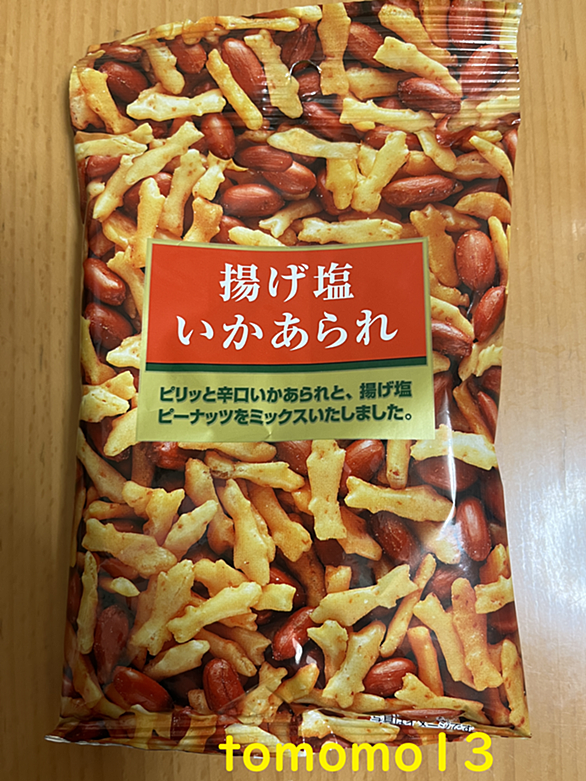 揚げ塩
いかあられ
ピリッと辛口いかあられと、揚げ塩
ピーナッツをミックスいたしました。
tomomo13